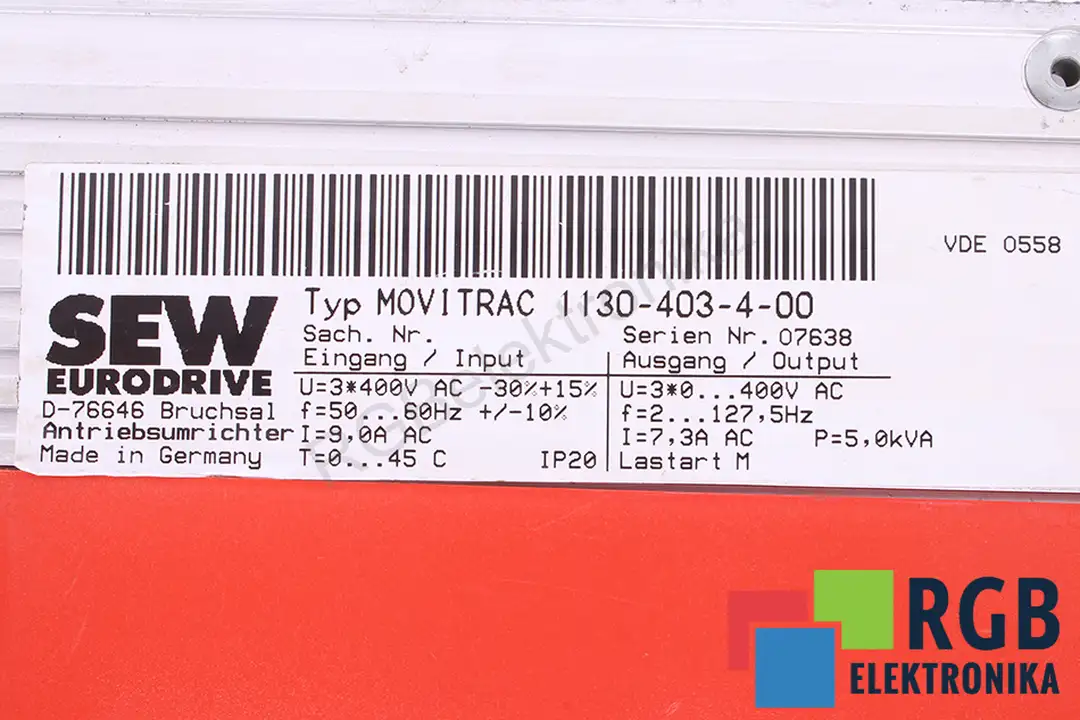 VDE 0558
Typ MOVITRAC 1130-403-4-00
Sach. Nr.
Serien Nr. 07638
Eingang / Input
Ausgang / Output
SEW
EURODRIVE
D-76646 Bruchsal
Antriebsumrichter
Made in Germany
U=3*400V AC -30%+15%
f=50...60Hz +/-10%
I=9,0A AC
T=0...45 C IP20
U=3*0...400V AC
f=2...127,5Hz
I=7,3A AC P=5,0kVA
Lastart M
RGBelektronika
RGB
ELEKTRONIKA